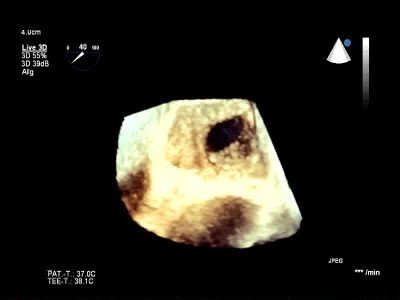 4.0cm
Live 3D
3D 55%
3D 39dB
Allg
0 40 180
JPEG
*** /min
PAT.-T.: 37.0C
TEE-T.: 38.1C